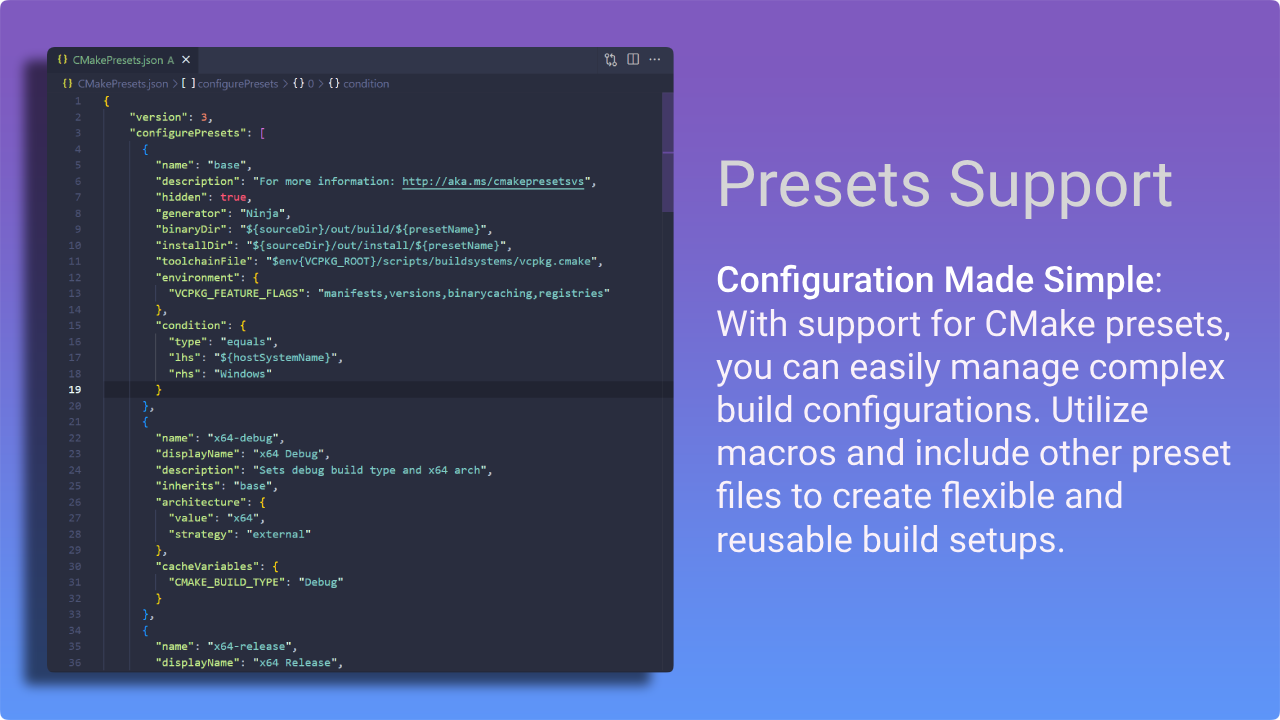 {} CMakePresets.json A ×
{} CMakePresets.json > [ ] configurePresets > {} 0 > {} condition
1 {
2 "version": 3,
3 "configurePresets": [
4 {
5 "name": "base",
6 "description": "For more information: http://aka.ms/cmakepresetsvs",
7 "hidden": true,
8 "generator": "Ninja",
9 "binaryDir": "${sourceDir}/out/build/${presetName}",
10 "installDir": "${sourceDir}/out/install/${presetName}",
11 "toolchainFile": "$env{VCPKG_ROOT}/scripts/buildsystems/vcpkg.cmake",
12 "environment": {
13 "VCPKG_FEATURE_FLAGS": "manifests,versions,binarycaching,registries"
14 },
15 "condition": {
16 "type": "equals",
17 "lhs": "${hostSystemName}",
18 "rhs": "Windows"
19 }
20 },
21 {
22 "name": "x64-debug",
23 "displayName": "x64 Debug",
24 "description": "Sets debug build type and x64 arch",
25 "inherits": "base",
26 "architecture": {
27 "value": "x64",
28 "strategy": "external"
29 },
30 "cacheVariables": {
31 "CMAKE_BUILD_TYPE": "Debug"
32 }
33 },
34 {
35 "name": "x64-release",
36 "displayName": "x64 Release",
Presets Support
Configuration Made Simple:
With support for CMake presets,
you can easily manage complex
build configurations. Utilize
macros and include other preset
files to create flexible and
reusable build setups.